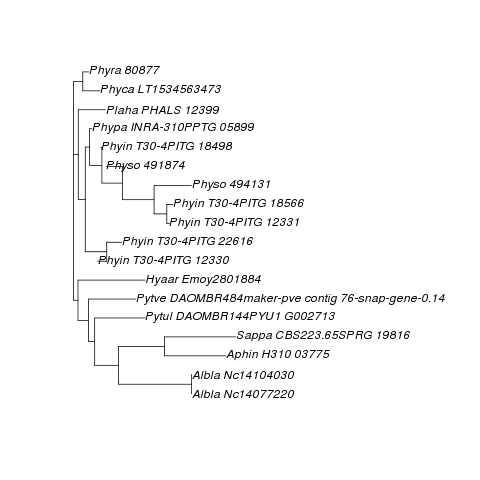 Phyra 80877
Phyca LT1534563473
Plaha PHALS 12399
Phypa INRA-310PPTG 05899
Phyin T30-4PITG 18498
Physo 491874
Physo 494131
Phyin T30-4PITG 18566
Phyin T30-4PITG 12331
Phyin T30-4PITG 22616
Phyin T30-4PITG 12330
Hyaar Emoy2801884
Pytve DAOMBR484maker-pve contig 76-snap-gene-0.14
Pytul DAOMBR144PYU1 G002713
Sappa CBS223.65SPRG 19816
Aphin H310 03775
Albla Nc14104030
Albla Nc14077220